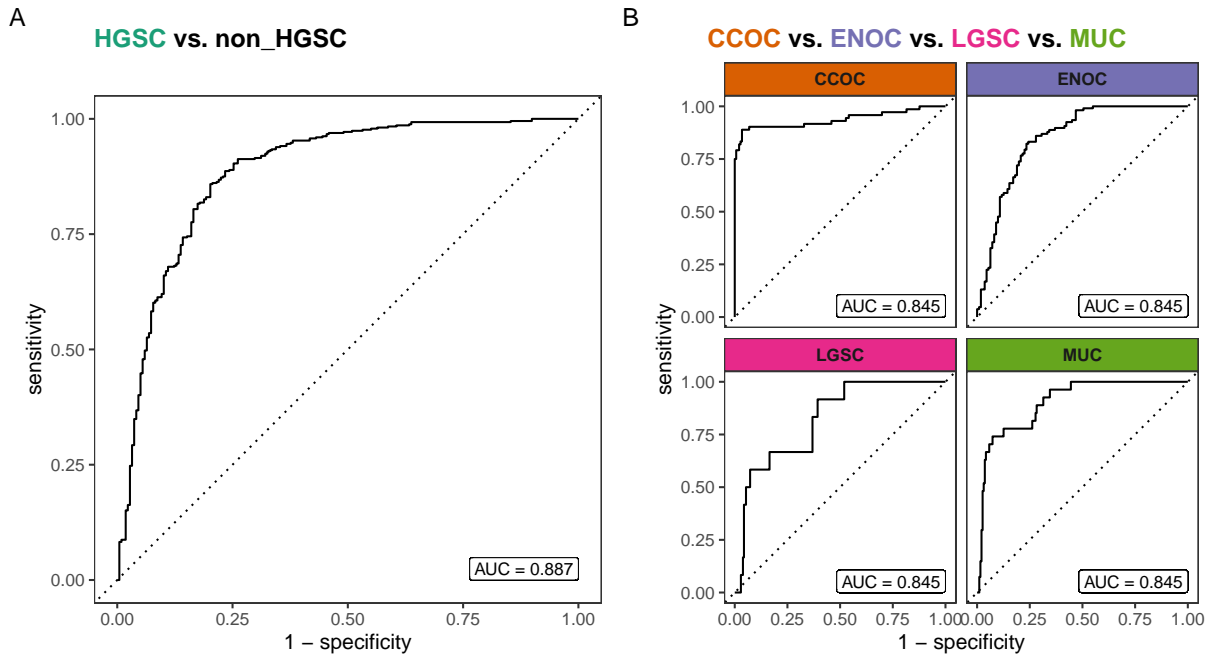 A
HGSC vs. non_HGSC
sensitivity
1.00
0.75
0.50
0.25
0.00
AUC = 0.887
0.00 0.25 0.50 0.75 1.00
1 − specificity
B
CCOC vs. ENOC vs. LGSC vs. MUC
sensitivity
CCOC
1.00
0.75
0.50
0.25
0.00
AUC = 0.845
ENOC
AUC = 0.845
LGSC
1.00
0.75
0.50
0.25
0.00
AUC = 0.845
0.00 0.25 0.50 0.75 1.00
MUC
AUC = 0.845
0.00 0.25 0.50 0.75 1.00
1 − specificity